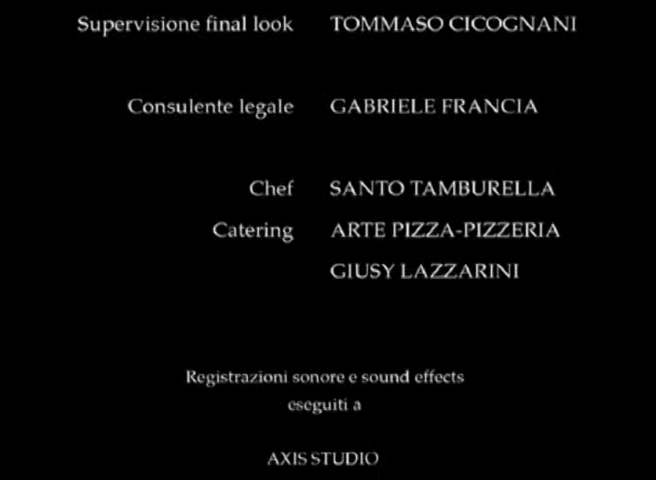 Supervisione final look TOMMASO CICOGNANI
Consulente legale GABRIELE FRANCIA
Chef SANTO TAMBURELLA
Catering ARTE PIZZA-PIZZERIA
GIUSY LAZZARINI
Registrazioni sonore e sound effects
eseguiti a
AXIS STUDIO